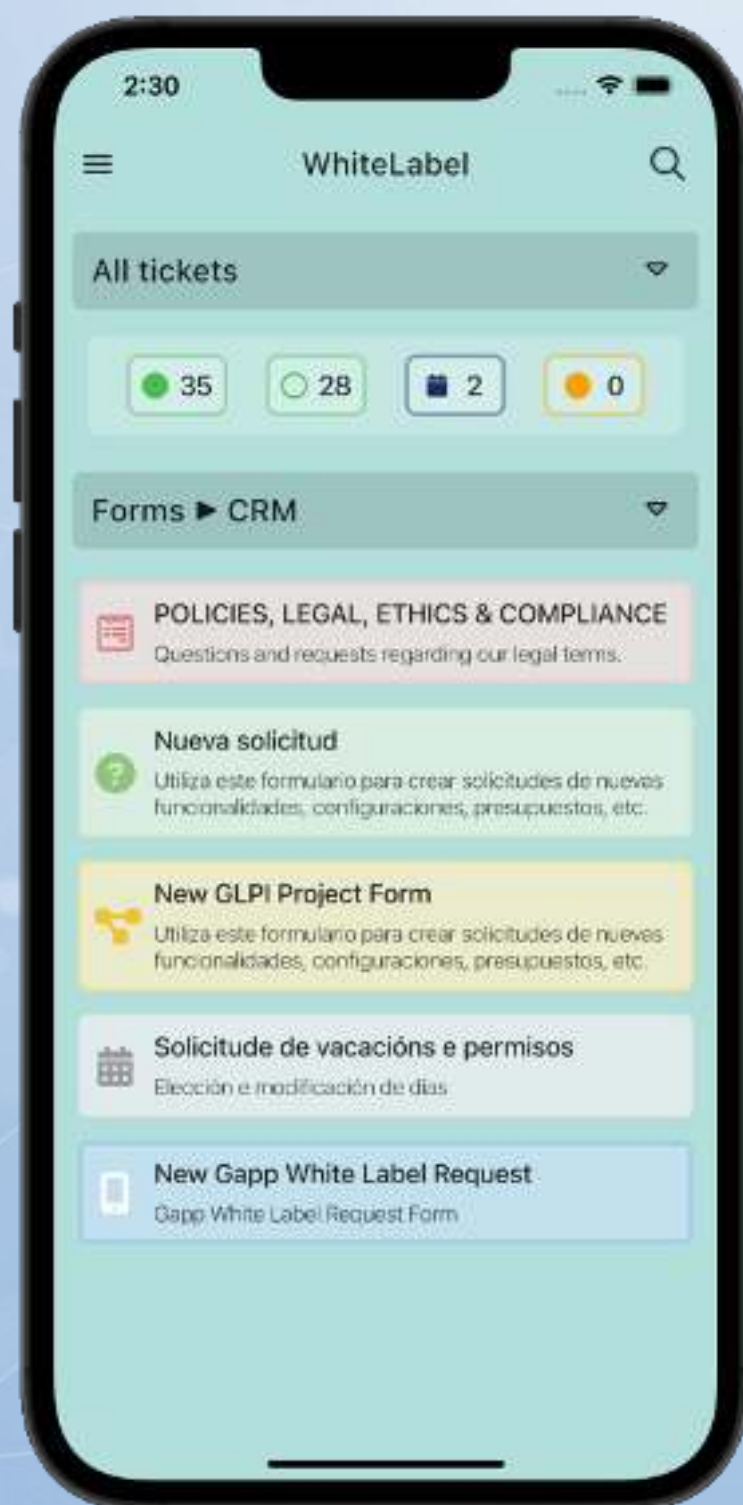 2:30
WhiteLabel
All tickets
35 28 2 0
Forms ► CRM
POLICIES, LEGAL, ETHICS & COMPLIANCE
Questions and requests regarding our legal terms.
Nueva solicitud
Utiliza este formulario para crear solicitudes de nuevas
funcionalidades, configuraciones, presupuestos, etc.
New GLPI Project Form
Utiliza este formulario para crear solicitudes de nuevas
funcionalidades, configuraciones, presupuestos, etc.
Solicitude de vacacións e permisos
Elección e modificación de días
New Gapp White Label Request
Gapp White Label Request Form